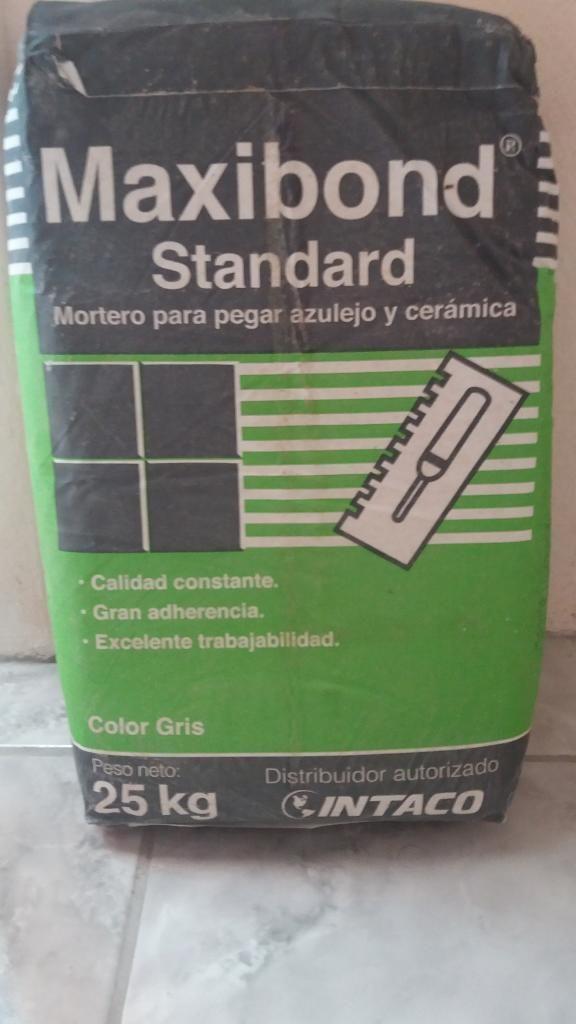 Maxibond®
Standard
Mortero para pegar azulejo y cerámica
· Calidad constante.
· Gran adherencia.
· Excelente trabajabilidad.
Color Gris
Peso neto:
25 kg
Distribuidor autorizado
INTACO